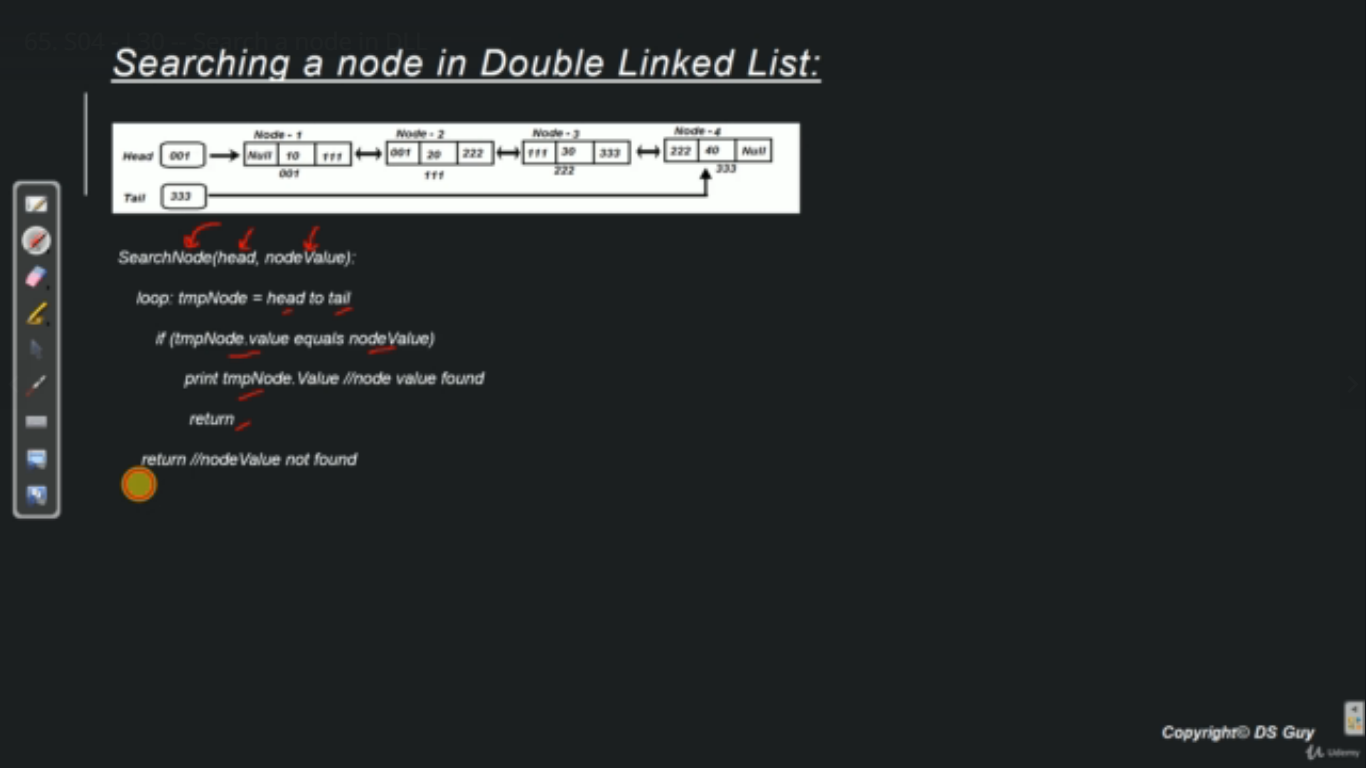 Searching a node in Double Linked List:
Node - 1 Node - 2 Node - 3 Node - 4
Head 001 Null 10 111 001 20 222 111 30 333 222 40 Null
001 111 222 333
Tail 333
SearchNode(head, nodeValue):
loop: tmpNode = head to tail
if (tmpNode.value equals nodeValue)
print tmpNode.Value //node value found
return
return //nodeValue not found
Copyright© DS Guy
Udemy